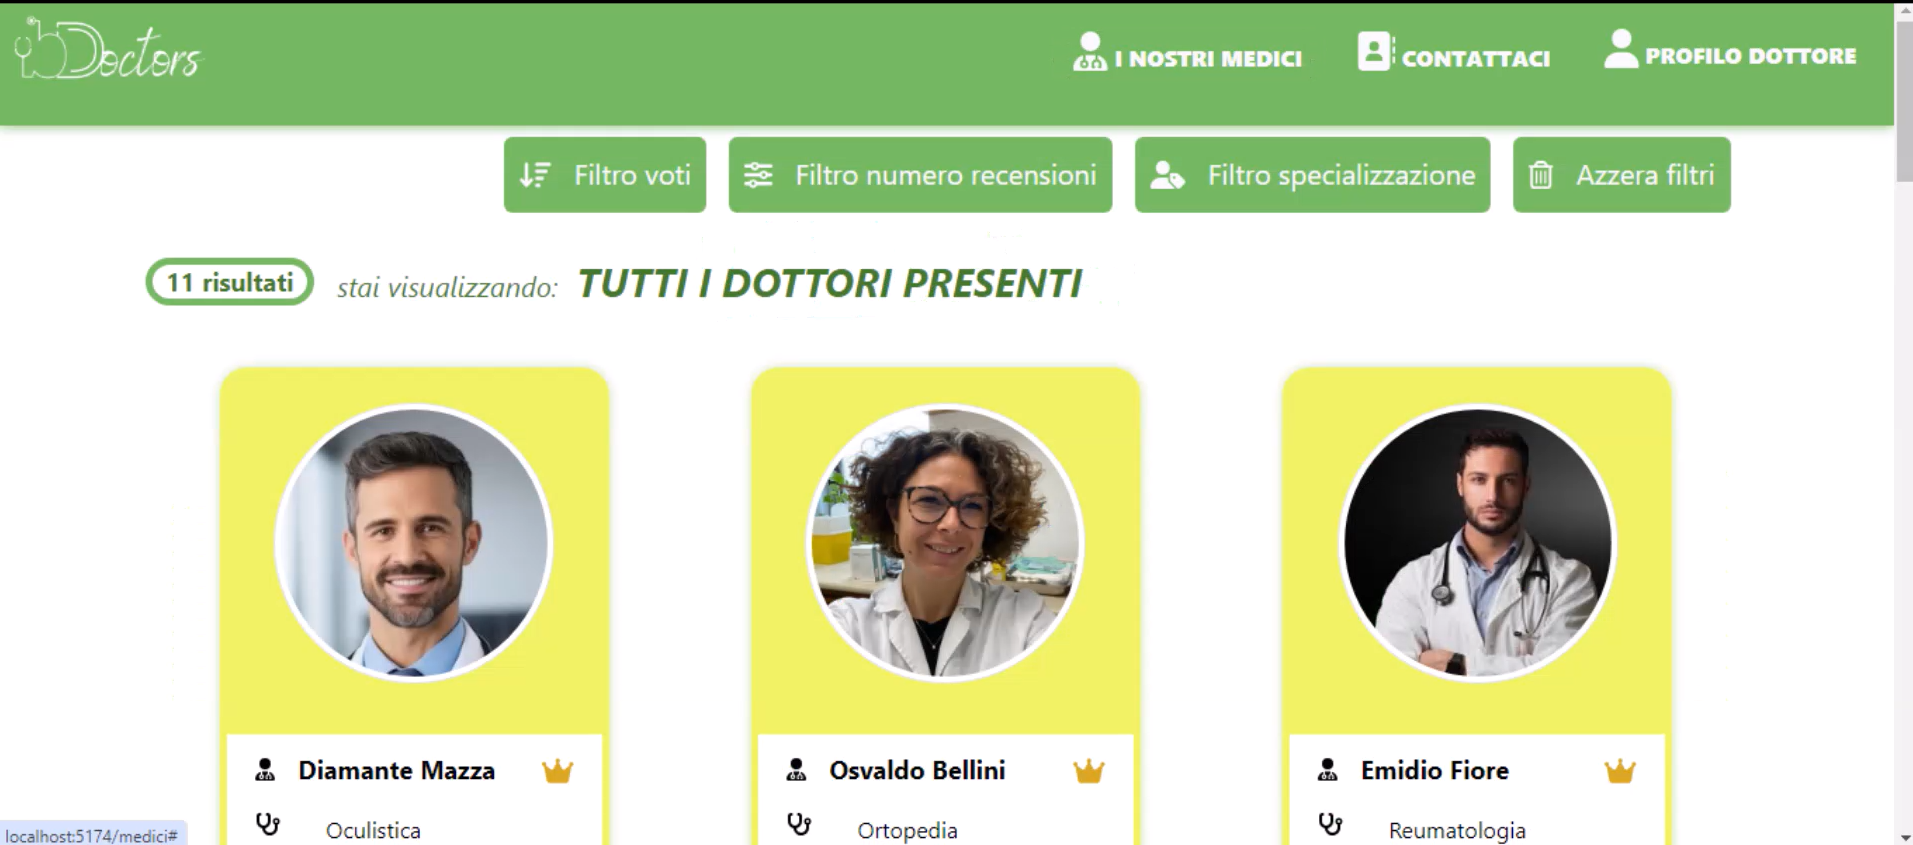 bDoctors
I NOSTRI MEDICI
CONTATTACI
PROFILO DOTTORE
Filtro voti
Filtro numero recensioni
Filtro specializzazione
Azzera filtri
11 risultati
stai visualizzando: TUTTI I DOTTORI PRESENTI
Diamante Mazza
Oculistica
Osvaldo Bellini
Ortopedia
Emidio Fiore
Reumatologia
localhost:5174/medici#